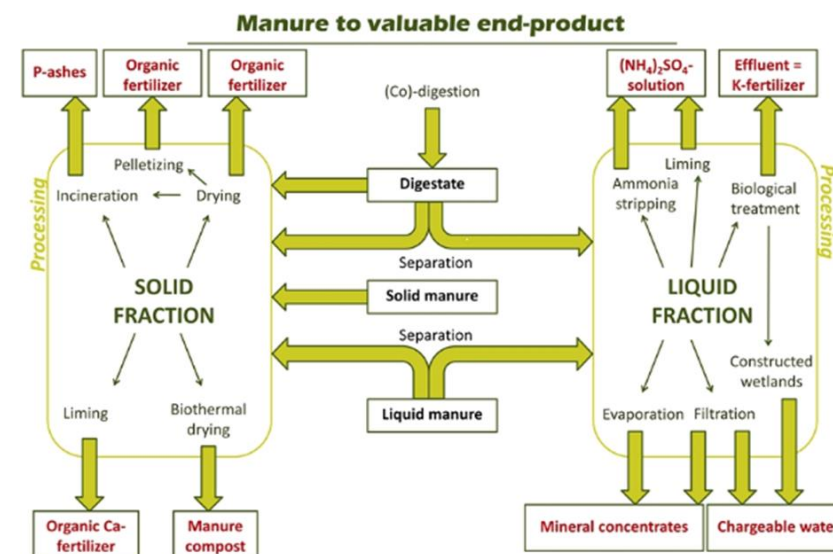 Manure to valuable end-product
P-ashes
Organic
fertilizer
Organic
fertilizer
(Co)-digestion
(NH₄)₂SO₄-
solution
Effluent =
K-fertilizer
Processing
Pelletizing
Incineration
Drying
SOLID
FRACTION
Liming
Biothermal
drying
Organic Ca-
fertilizer
Manure
compost
Digestate
Separation
Solid manure
Separation
Liquid manure
Processing
Liming
Ammonia
stripping
Biological
treatment
LIQUID
FRACTION
Constructed
wetlands
Evaporation
Filtration
Mineral concentrates
Chargeable wate